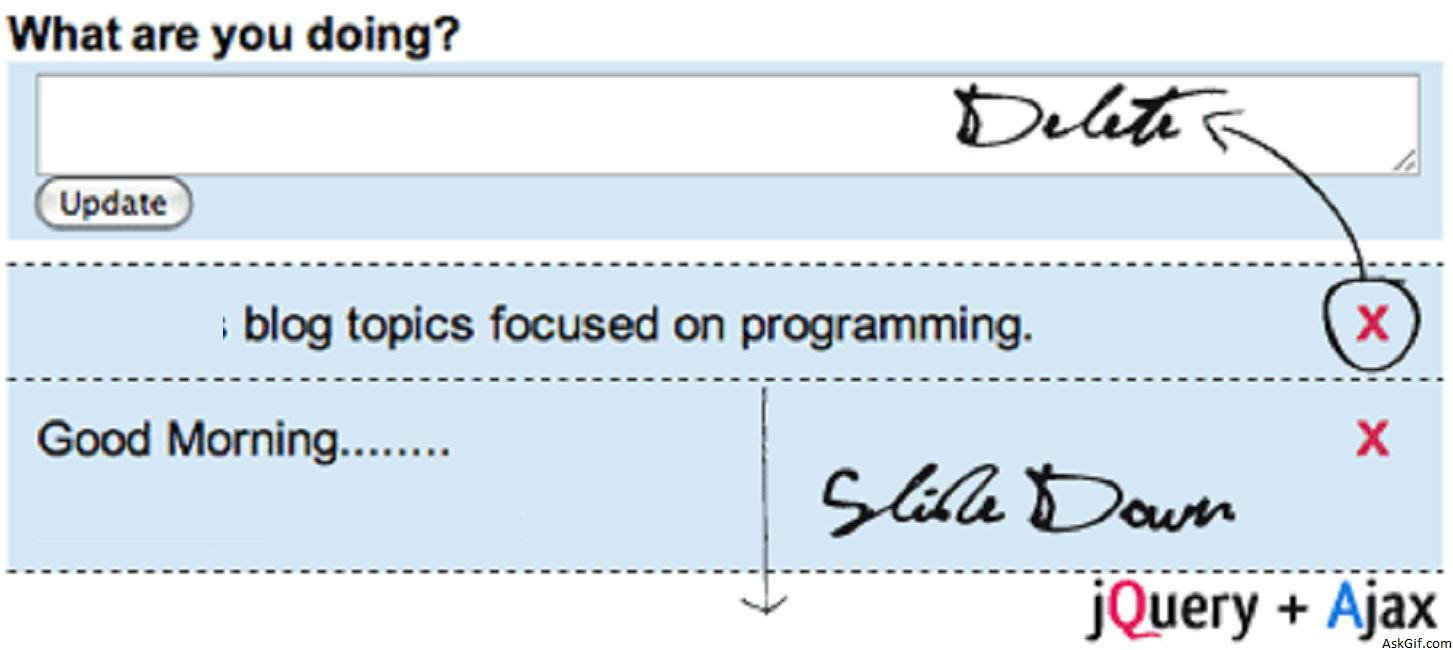 What are you doing?
Delete
Update
blog topics focused on programming.
X
Good Morning........
X
Slide Down
jQuery + Ajax
AskGif.com